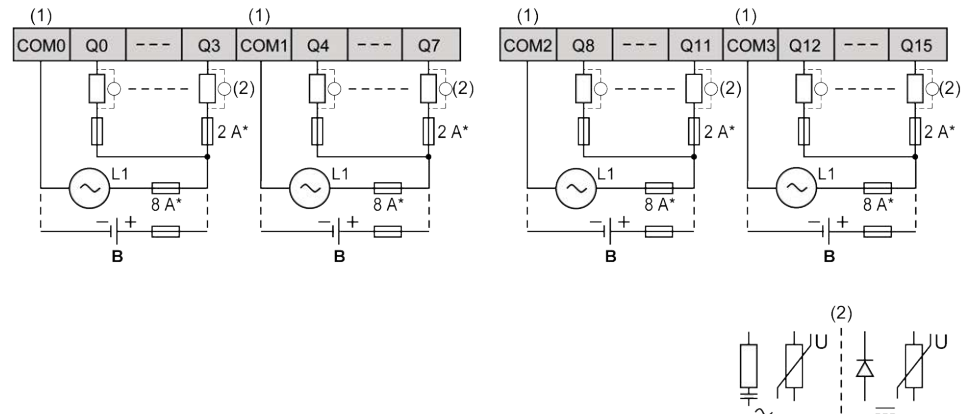 (1) (1) (1) (1)
COM0 Q0 --- Q3 COM1 Q4 --- Q7 COM2 Q8 --- Q11 COM3 Q12 --- Q15
(2) (2) (2) (2)
2 A* 2 A* 2 A* 2 A*
L1 L1 L1 L1
8 A* 8 A* 8 A* 8 A*
− + − + − + − +
B B B B
(2)
U U